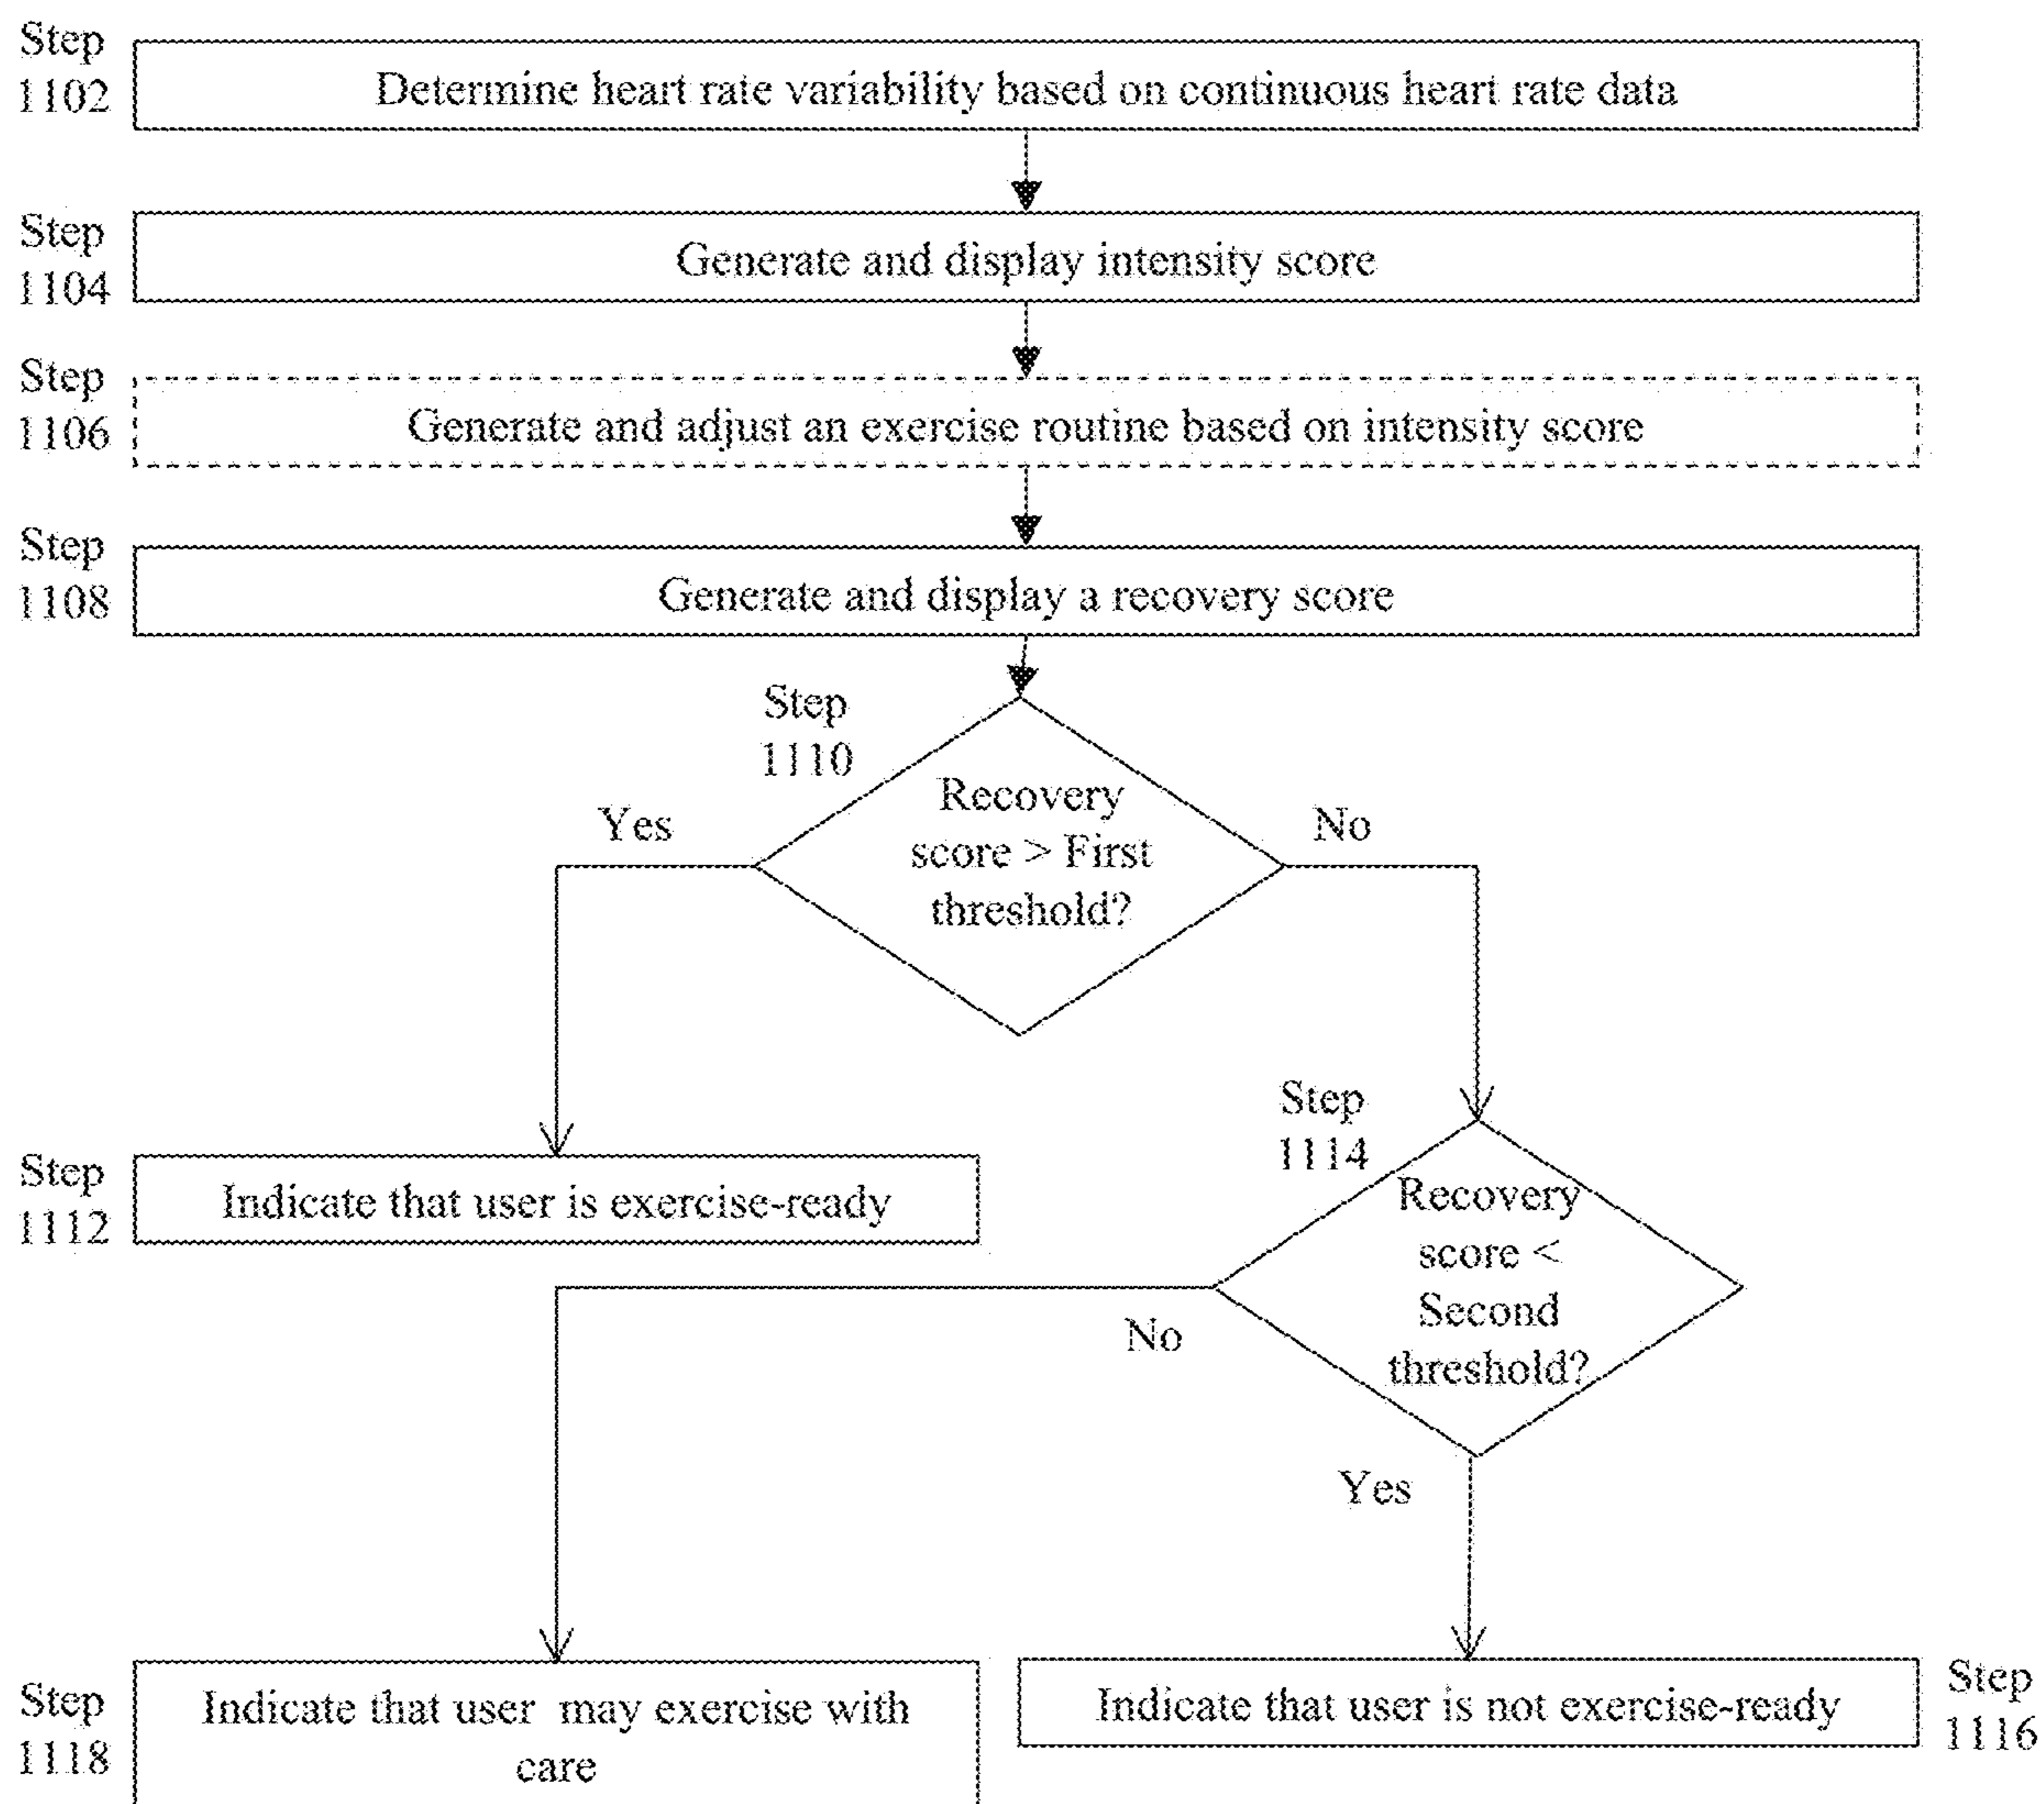 Step
1102
Determine heart rate variability based on continuous heart rate data
Step
1104
Generate and display intensity score
Step
1106
Generate and adjust an exercise routine based on intensity score
Step
1108
Generate and display a recovery score
Step
1110
Recovery
score > First
threshold?
Yes
No
Step
1112
Indicate that user is exercise-ready
Step
1114
Recovery
score <
Second
threshold?
No
Yes
Step
1118
Indicate that user may exercise with
care
Indicate that user is not exercise-ready
Step
1116